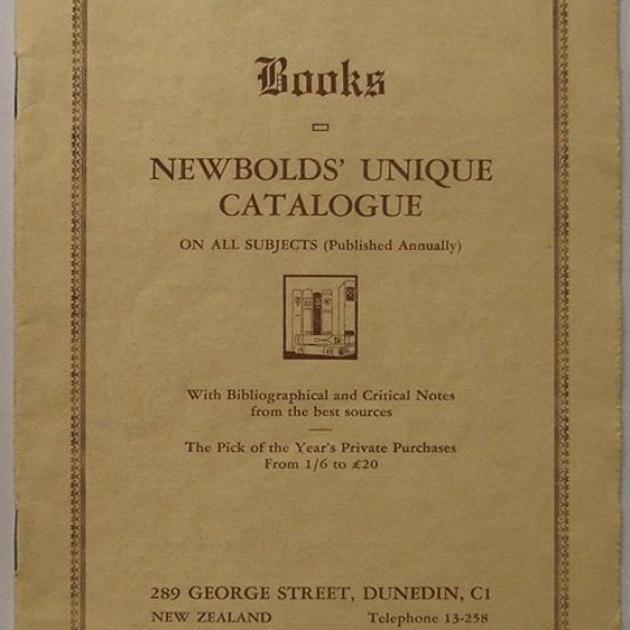 Books
NEWBOLDS' UNIQUE
CATALOGUE
ON ALL SUBJECTS (Published Annually)
With Bibliographical and Critical Notes
from the best sources
The Pick of the Year's Private Purchases
From 1/6 to £20
289 GEORGE STREET, DUNEDIN, C1
NEW ZEALAND Telephone 13-258